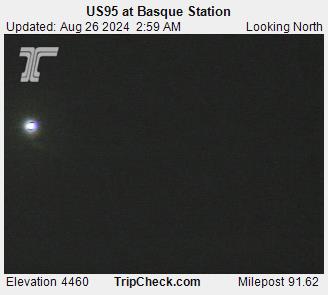 US95 at Basque Station
Updated: Aug 26 2024 2:59 AM Looking North
Elevation 4460 TripCheck.com Milepost 91.62